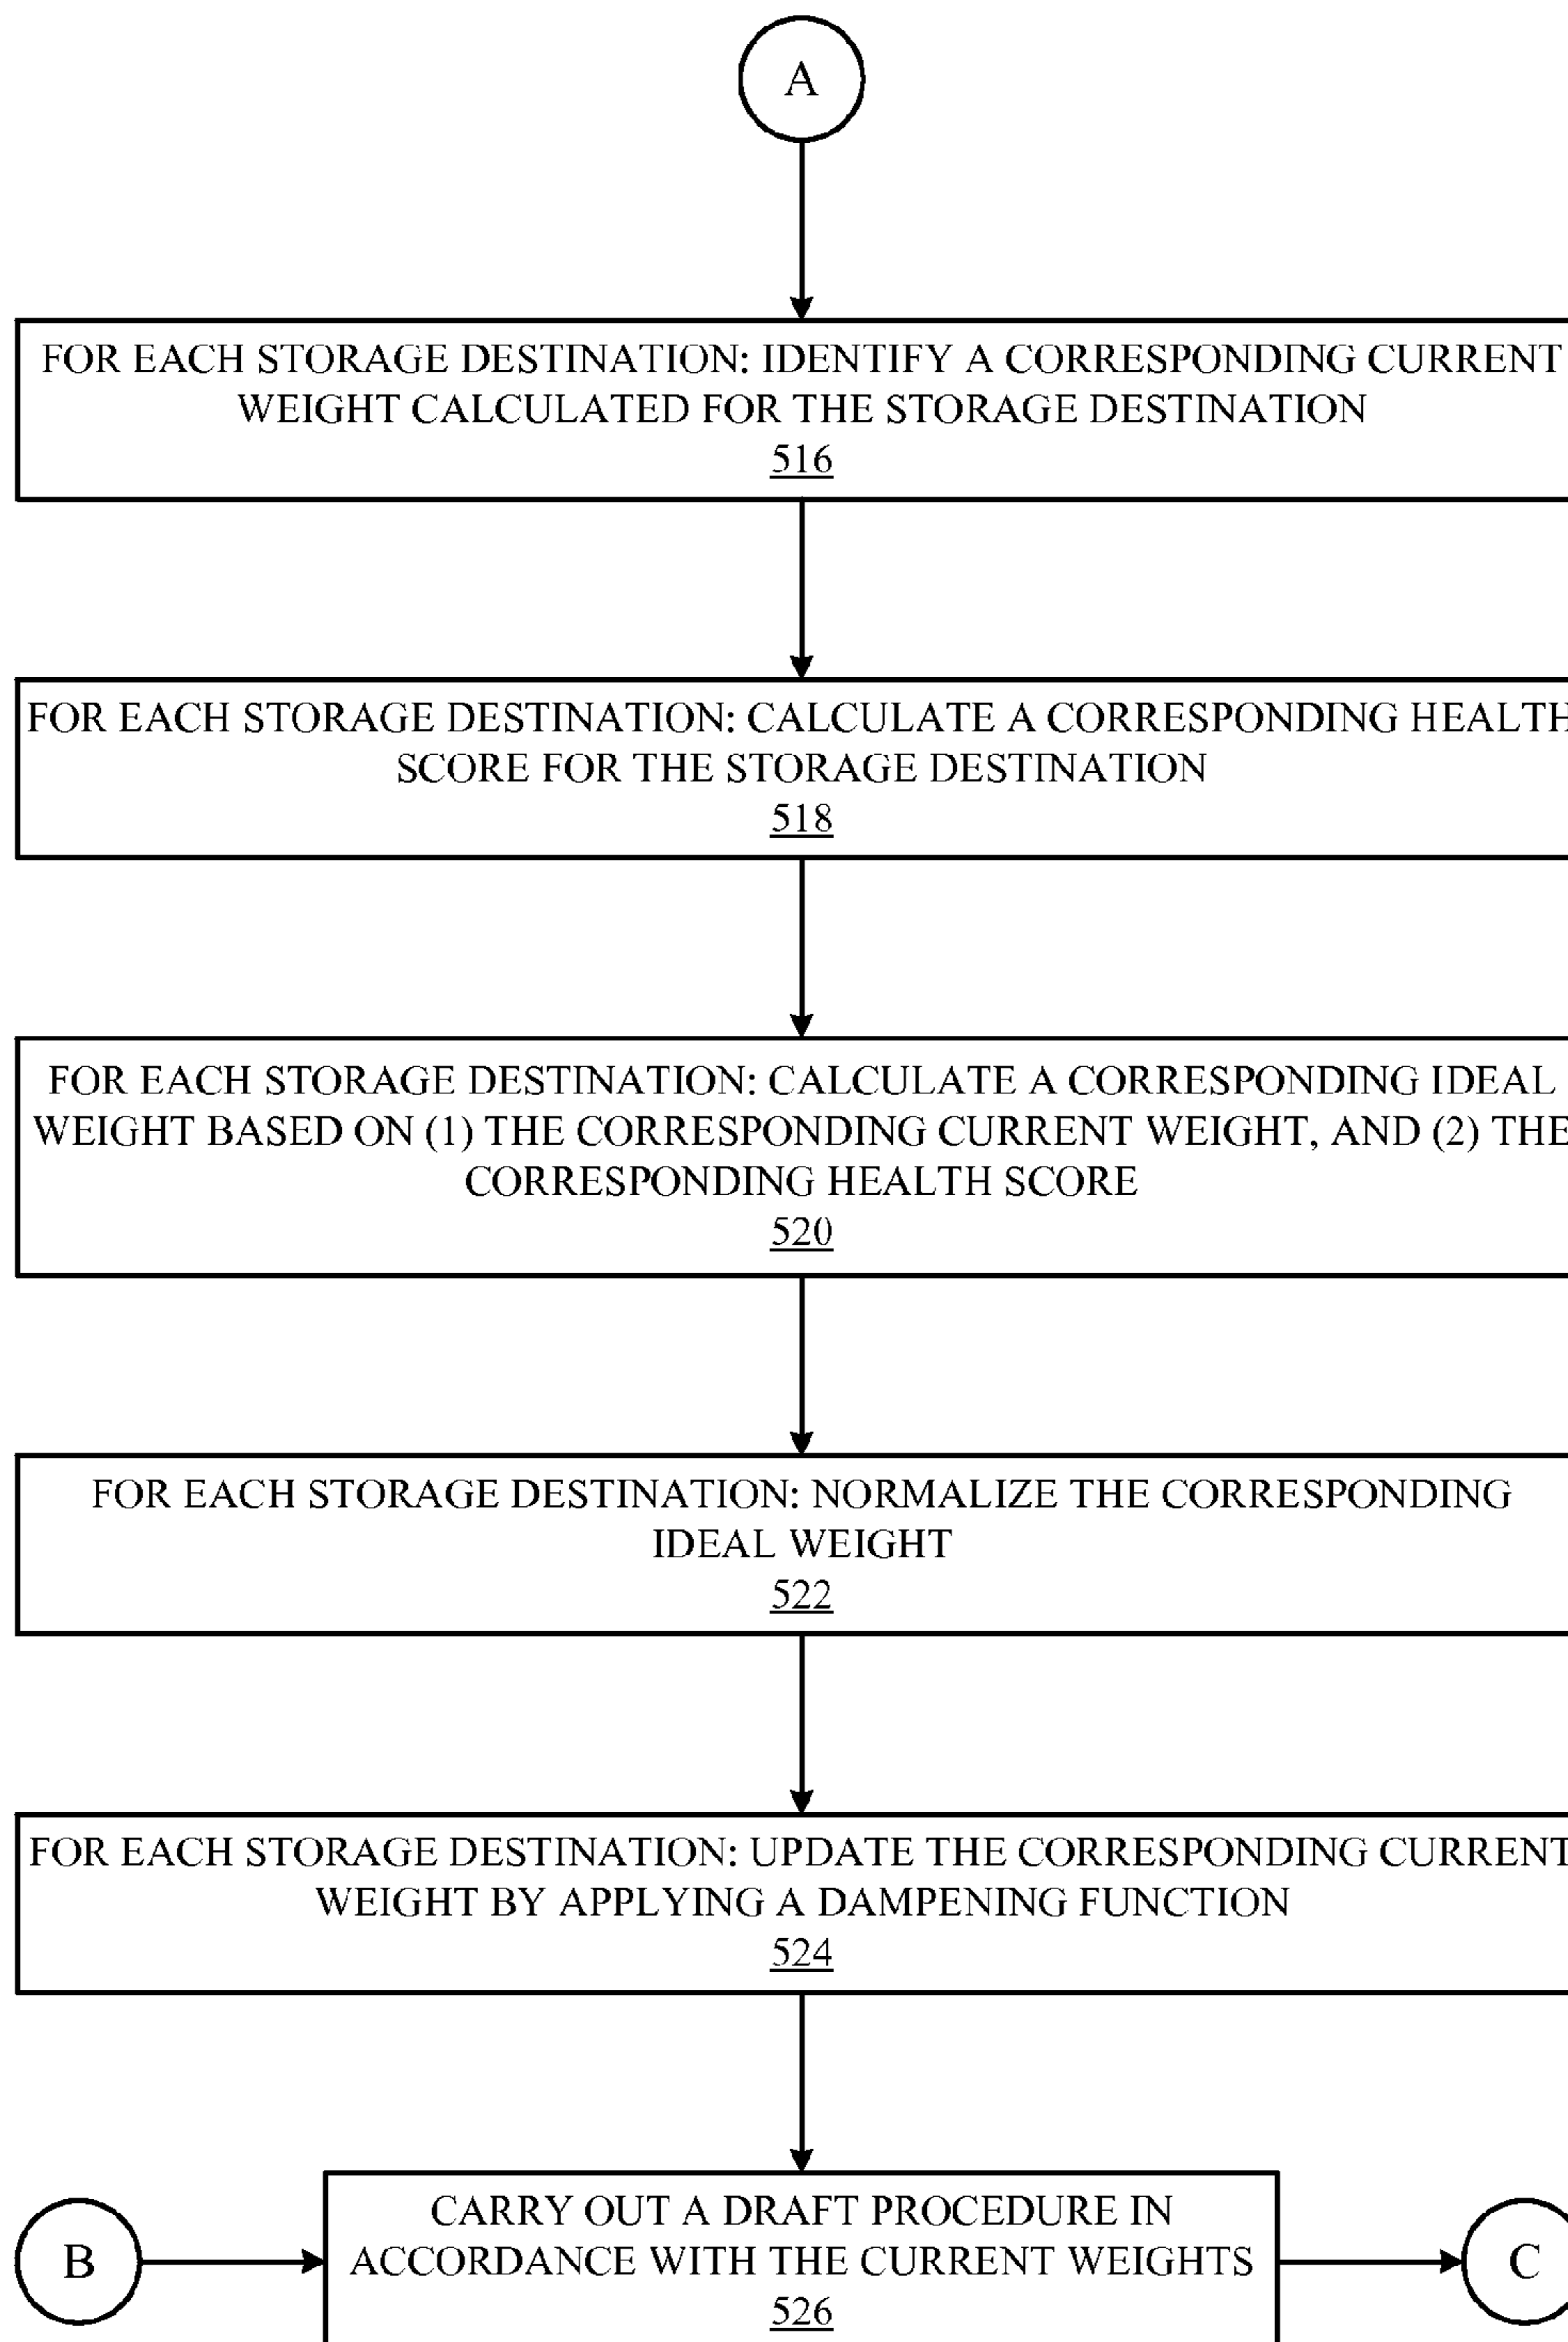 A
FOR EACH STORAGE DESTINATION: IDENTIFY A CORRESPONDING CURRENT
WEIGHT CALCULATED FOR THE STORAGE DESTINATION
516
FOR EACH STORAGE DESTINATION: CALCULATE A CORRESPONDING HEALTH
SCORE FOR THE STORAGE DESTINATION
518
FOR EACH STORAGE DESTINATION: CALCULATE A CORRESPONDING IDEAL
WEIGHT BASED ON (1) THE CORRESPONDING CURRENT WEIGHT, AND (2) THE
CORRESPONDING HEALTH SCORE
520
FOR EACH STORAGE DESTINATION: NORMALIZE THE CORRESPONDING
IDEAL WEIGHT
522
FOR EACH STORAGE DESTINATION: UPDATE THE CORRESPONDING CURRENT
WEIGHT BY APPLYING A DAMPENING FUNCTION
524
B
CARRY OUT A DRAFT PROCEDURE IN
ACCORDANCE WITH THE CURRENT WEIGHTS
526
C